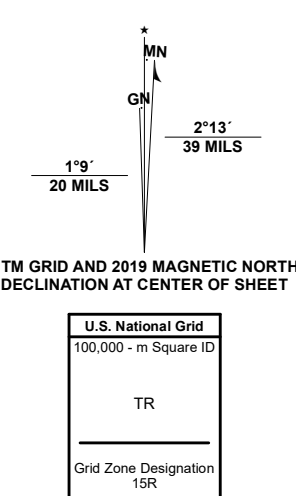 ★
MN
GN
2°13´
39 MILS
1°9´
20 MILS
TM GRID AND 2019 MAGNETIC NORTH
DECLINATION AT CENTER OF SHEET
U.S. National Grid
100,000 - m Square ID
TR
Grid Zone Designation
15R